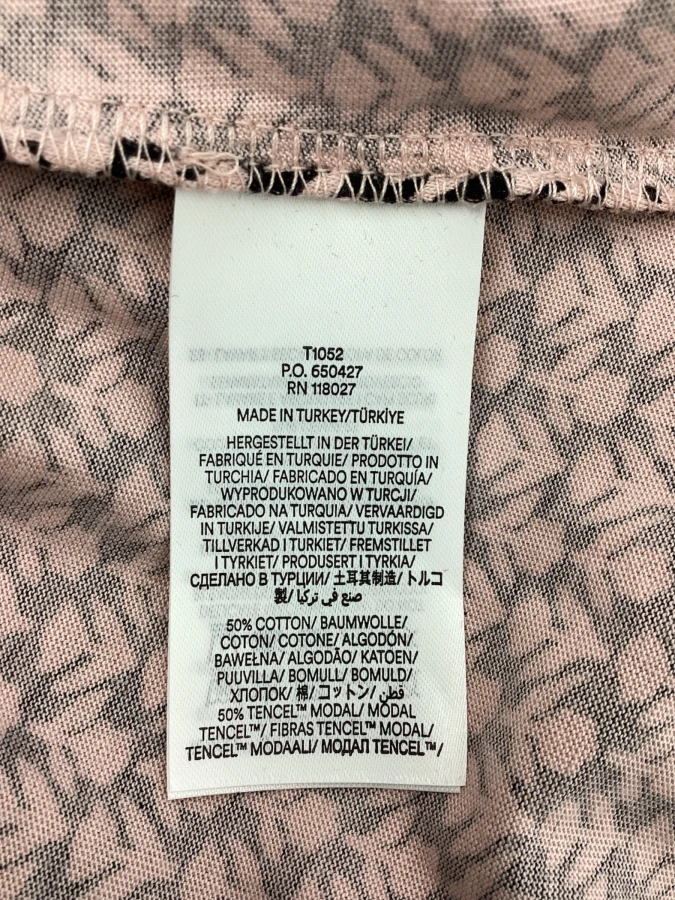 T1052
P.O. 650427
RN 118027
MADE IN TURKEY/TÜRKİYE
HERGESTELLT IN DER TÜRKEI/
FABRIQUÉ EN TURQUIE/ PRODOTTO IN
TURCHIA/ FABRICADO EN TURQUÍA/
WYPRODUKOWANO W TURCJI/
FABRICADO NA TURQUIA/ VERVAARDIGD
IN TURKIJE/ VALMISTETTU TURKISSA/
TILLVERKAD I TURKIET/ FREMSTILLET
I TYRKIET/ PRODUSERT I TYRKIA/
СДЕЛАНО В ТУРЦИИ/ 土耳其制造/ トルコ
製/ صنع في تركيا/
50% COTTON/ BAUMWOLLE/
COTON/ COTONE/ ALGODÓN/
BAWEŁNA/ ALGODÃO/ KATOEN/
PUUVILLA/ BOMULL/ BOMULD/
ХЛОПОК/ 棉/ コットン/ قطن/
50% TENCEL™ MODAL/ MODAL
TENCEL™/ FIBRAS TENCEL™ MODAL/
TENCEL™ MODAALI/ МОДАЛ TENCEL™/